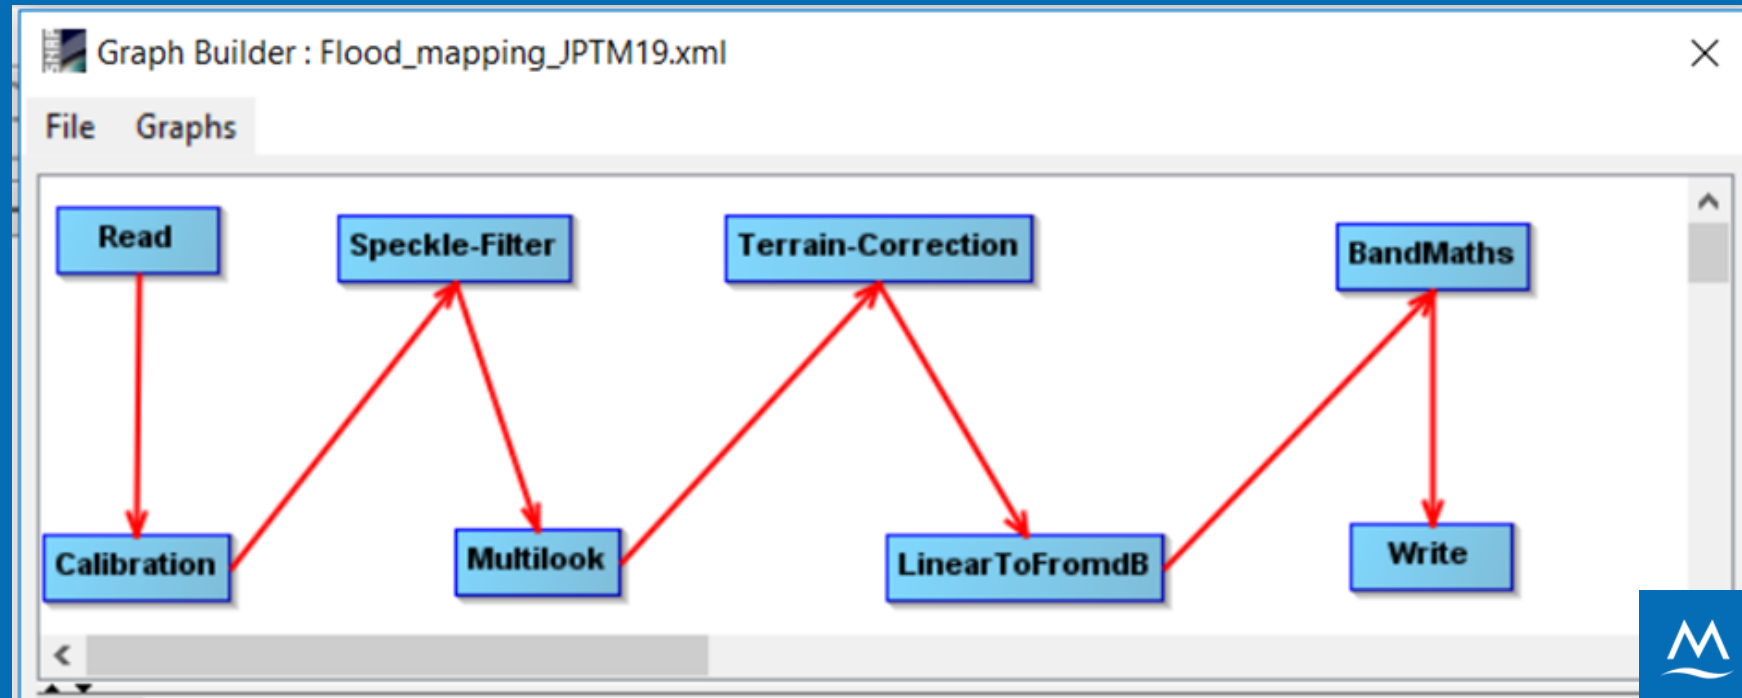 Graph Builder : Flood_mapping_JPTM19.xml
File Graphs
Read
Speckle-Filter
Terrain-Correction
BandMaths
Calibration
Multilook
LinearToFromdB
Write